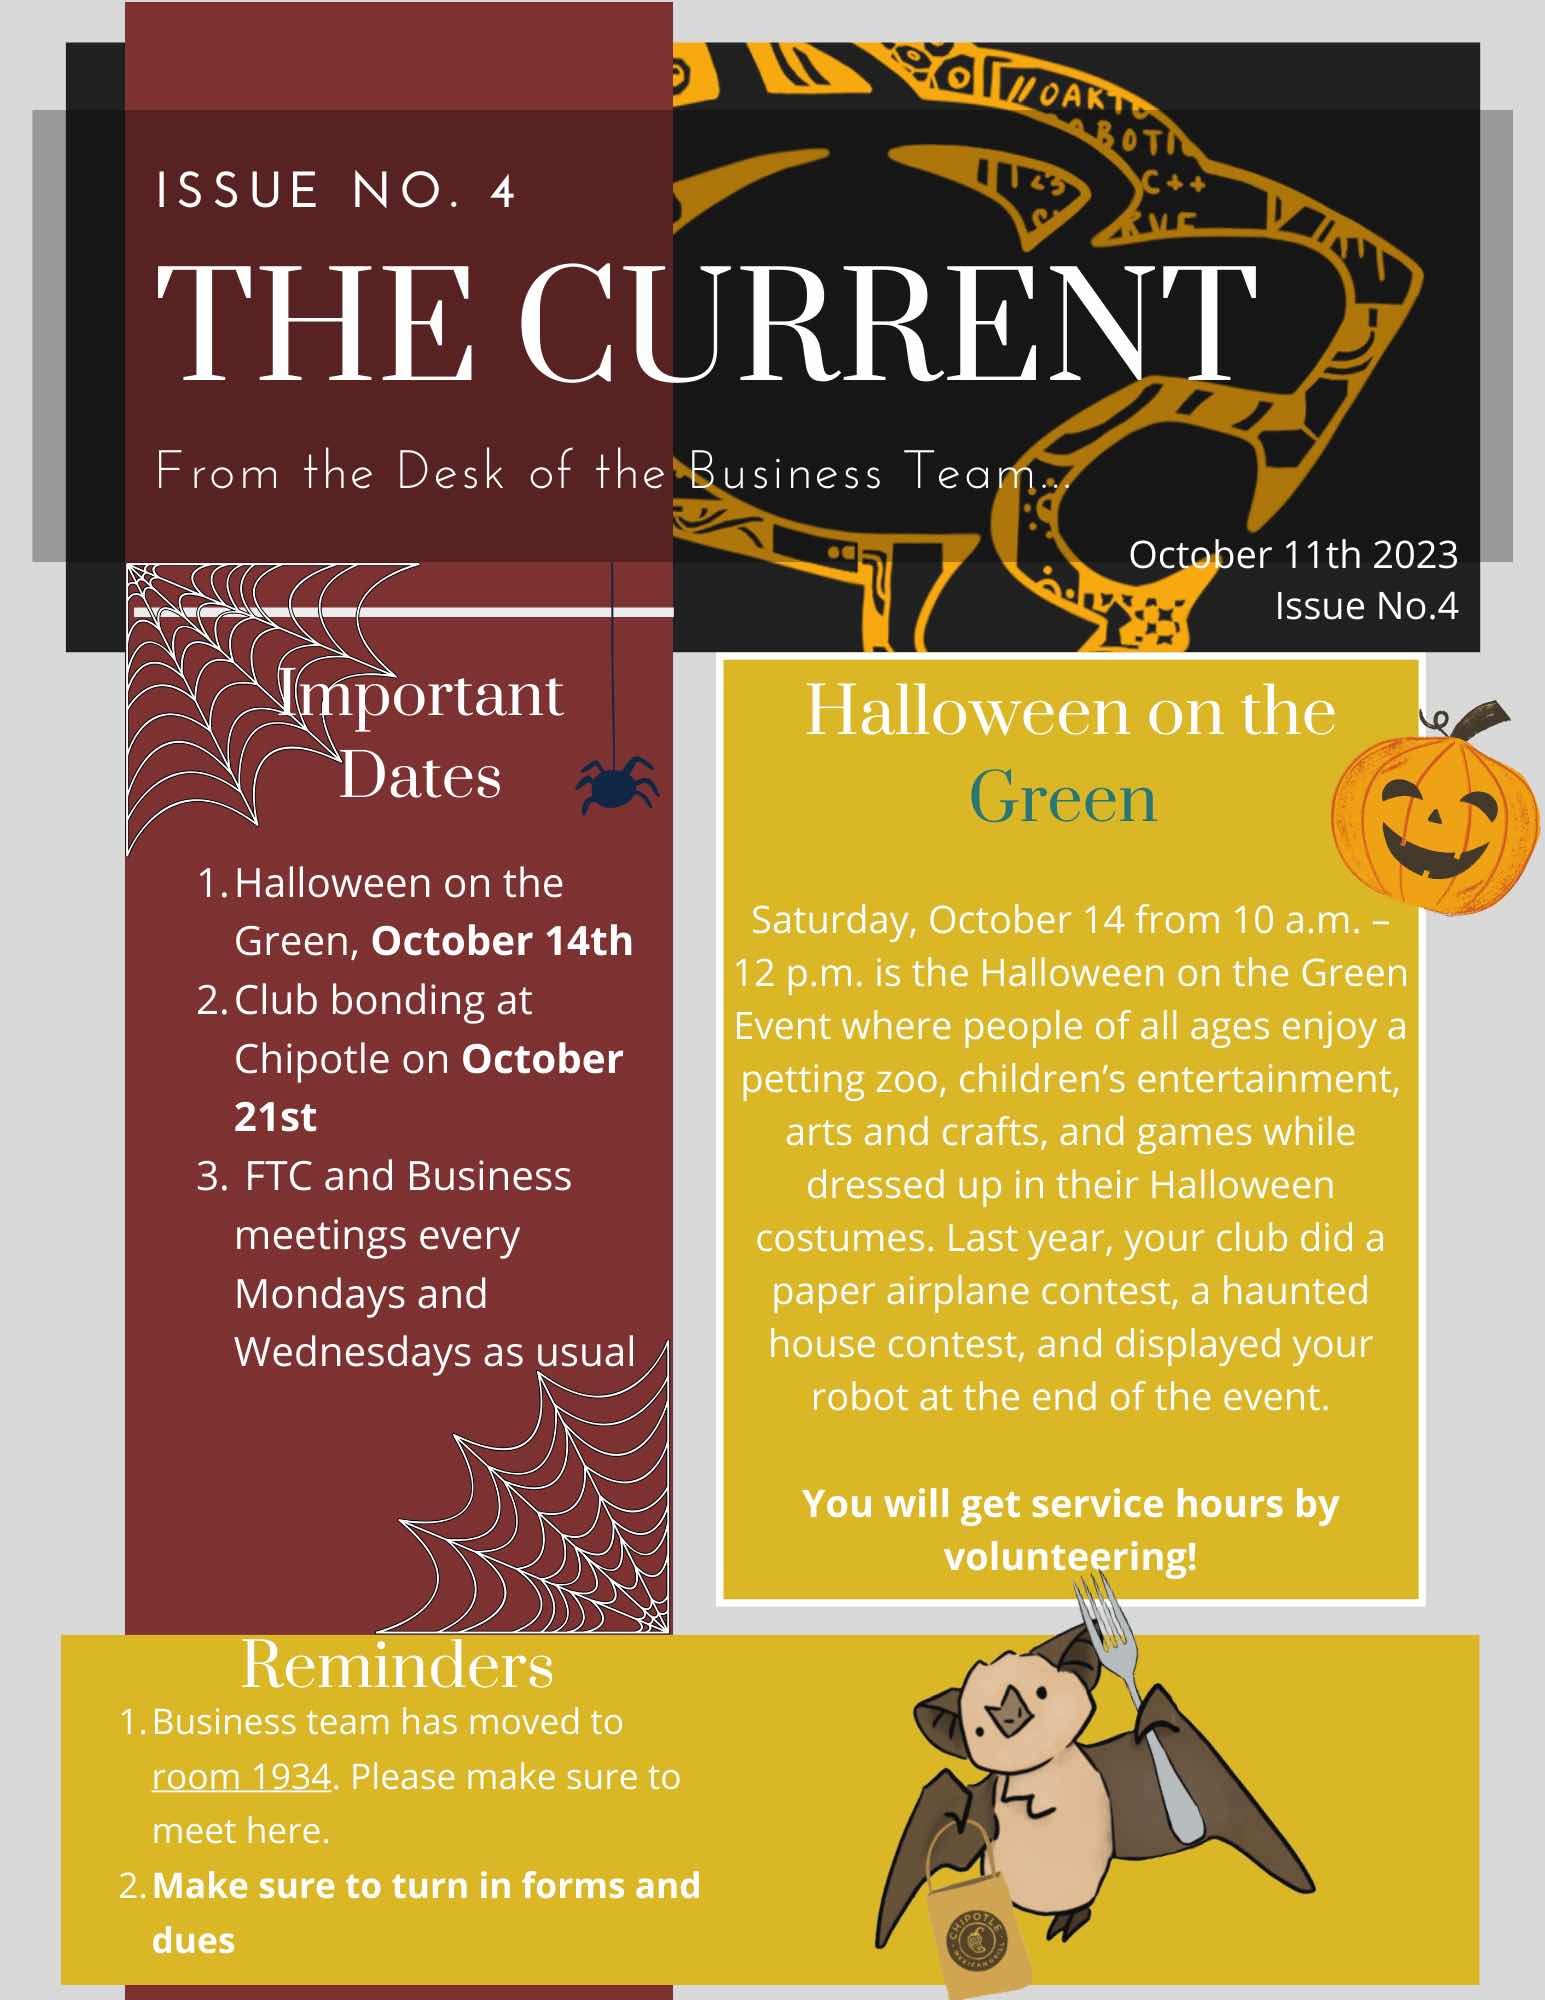 //OAKTO
ROBOTI
C++
123
ISSUE NO. 4
THE CURRENT
From the Desk of the Business Team...
October 11th 2023
Issue No.4
Important
Dates
1. Halloween on the
Green, October 14th
2. Club bonding at
Chipotle on October
21st
3. FTC and Business
meetings every
Mondays and
Wednesdays as usual
Halloween on the
Green
Saturday, October 14 from 10 a.m. –
12 p.m. is the Halloween on the Green
Event where people of all ages enjoy a
petting zoo, children’s entertainment,
arts and crafts, and games while
dressed up in their Halloween
costumes. Last year, your club did a
paper airplane contest, a haunted
house contest, and displayed your
robot at the end of the event.
You will get service hours by
volunteering!
Reminders
1. Business team has moved to
room 1934. Please make sure to
meet here.
2. Make sure to turn in forms and
dues
CHIPOTLE
MEXICAN GRILL